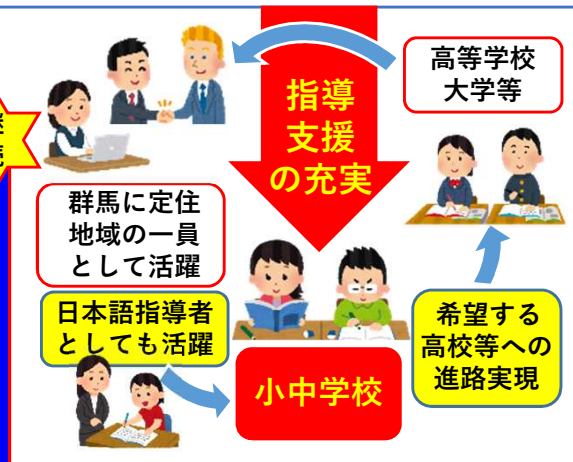 高等学校
大学等
指導
支援
の充実
群馬に定住
地域の一員
として活躍
日本語指導者
としても活躍
希望する
高校等への
進路実現
小中学校